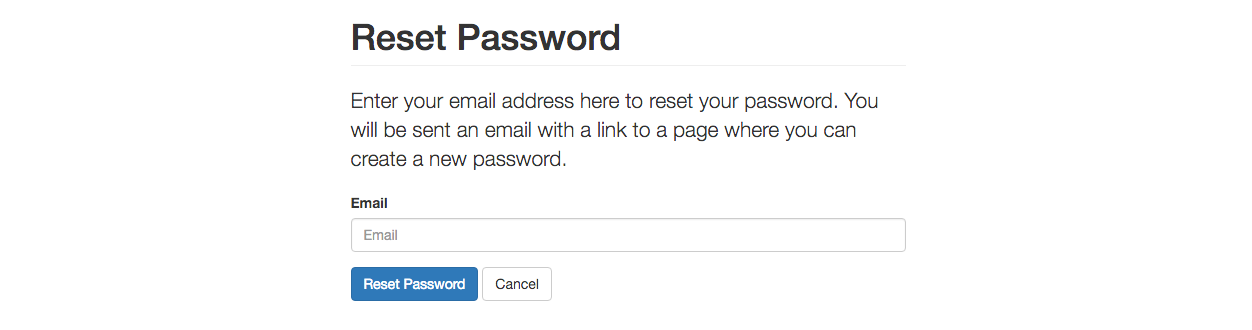 Reset Password
Enter your email address here to reset your password. You
will be sent an email with a link to a page where you can
create a new password.
Email
Email
Reset Password Cancel